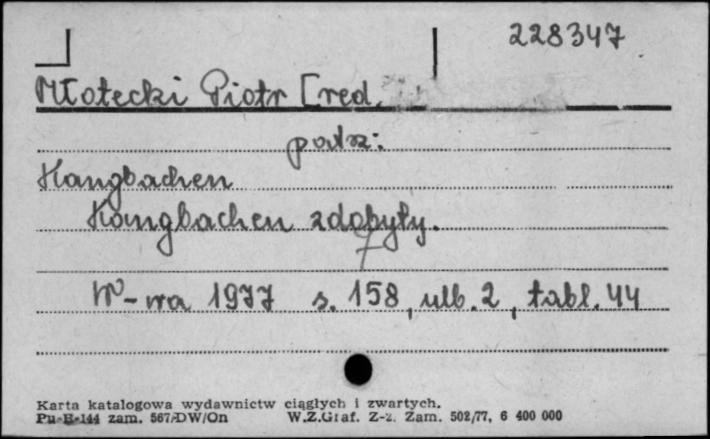 228347
Młotecki Piotr [red.
patrz:
Kangbachen
Kangbachen zdobyty.
W-wa 1977 s. 158, ulb. 2, tabl. 44
Karta katalogowa wydawnictw ciągłych i zwartych.
Pu-H-144 zam. 567/DW/On W.Z.Graf. Z-z. Zam. 502/77, 6 400 000